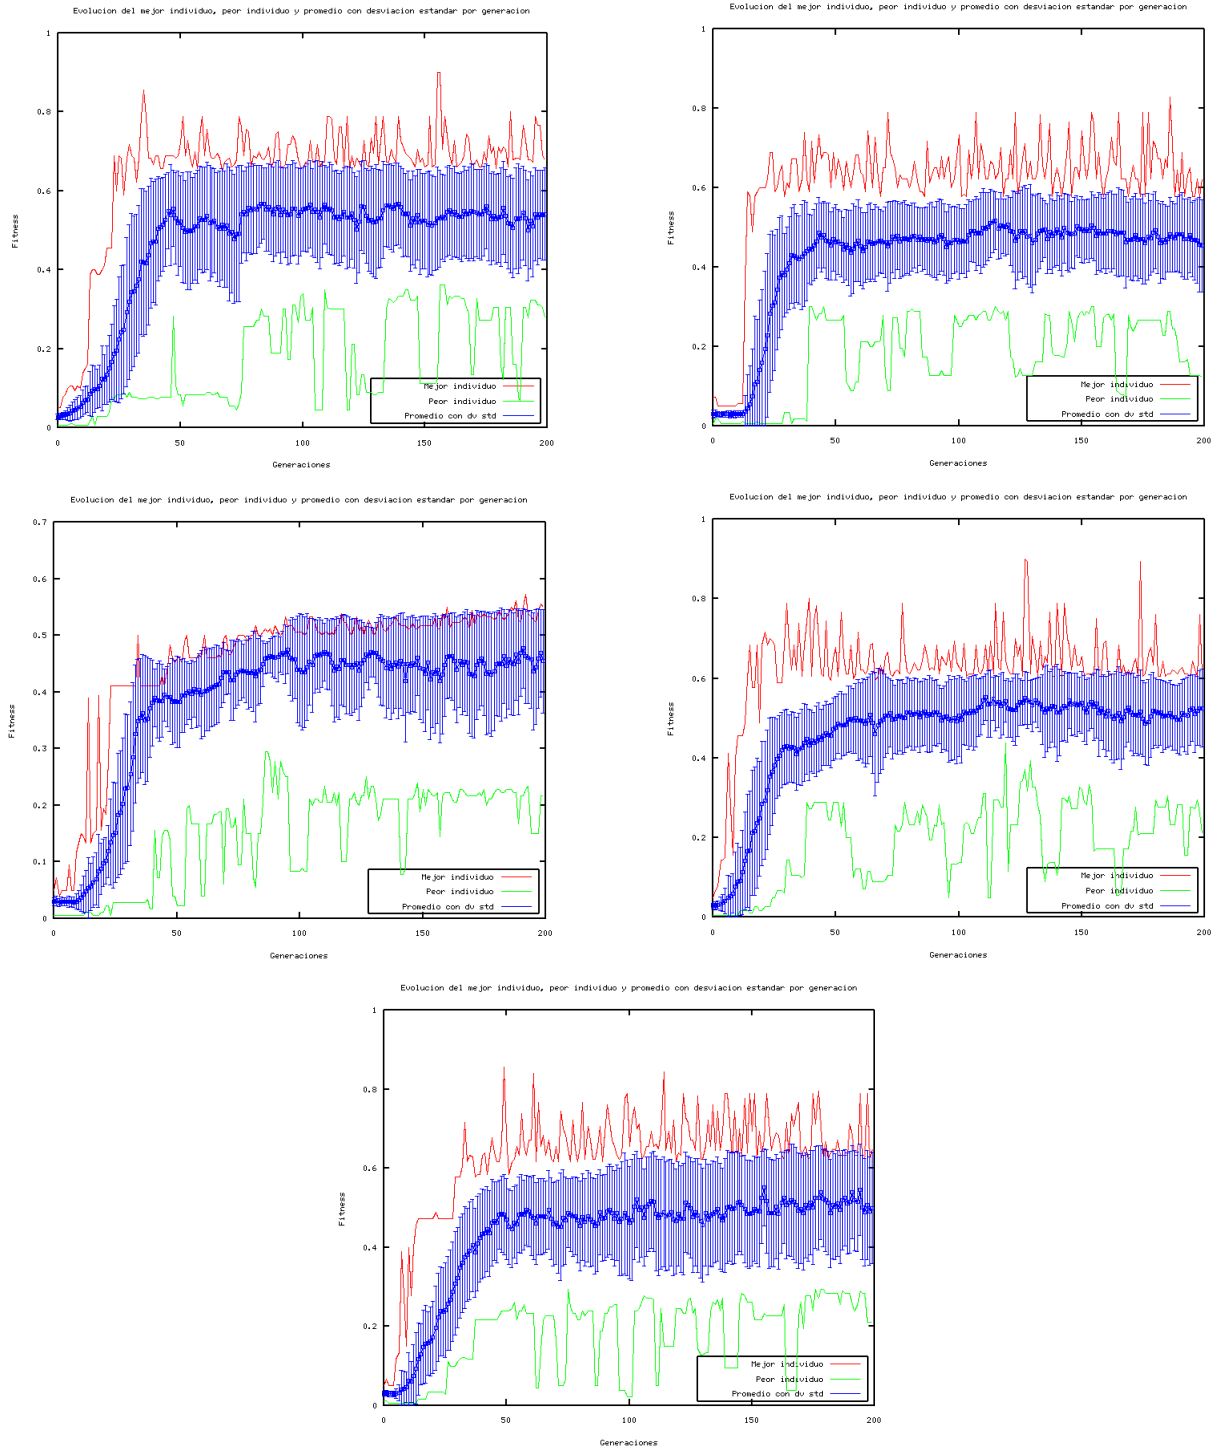 Evolucion del mejor individuo, peor individuo y promedio con desviacion estandar por generacion
1
0.8
0.6
0.4
0.2
0
Fitness
Mejor individuo
Peor individuo
Promedio con dv std
0 50 100 150 200
Generaciones
Evolucion del mejor individuo, peor individuo y promedio con desviacion estandar por generacion
1
0.8
0.6
0.4
0.2
0
Fitness
Mejor individuo
Peor individuo
Promedio con dv std
0 50 100 150 200
Generaciones
Evolucion del mejor individuo, peor individuo y promedio con desviacion estandar por generacion
0.7
0.6
0.5
0.4
0.3
0.2
0.1
0
Fitness
Mejor individuo
Peor individuo
Promedio con dv std
0 50 100 150 200
Generaciones
Evolucion del mejor individuo, peor individuo y promedio con desviacion estandar por generacion
1
0.8
0.6
0.4
0.2
0
Fitness
Mejor individuo
Peor individuo
Promedio con dv std
0 50 100 150 200
Generaciones
Evolucion del mejor individuo, peor individuo y promedio con desviacion estandar por generacion
1
0.8
0.6
0.4
0.2
0
Fitness
Mejor individuo
Peor individuo
Promedio con dv std
0 50 100 150 200
Generaciones